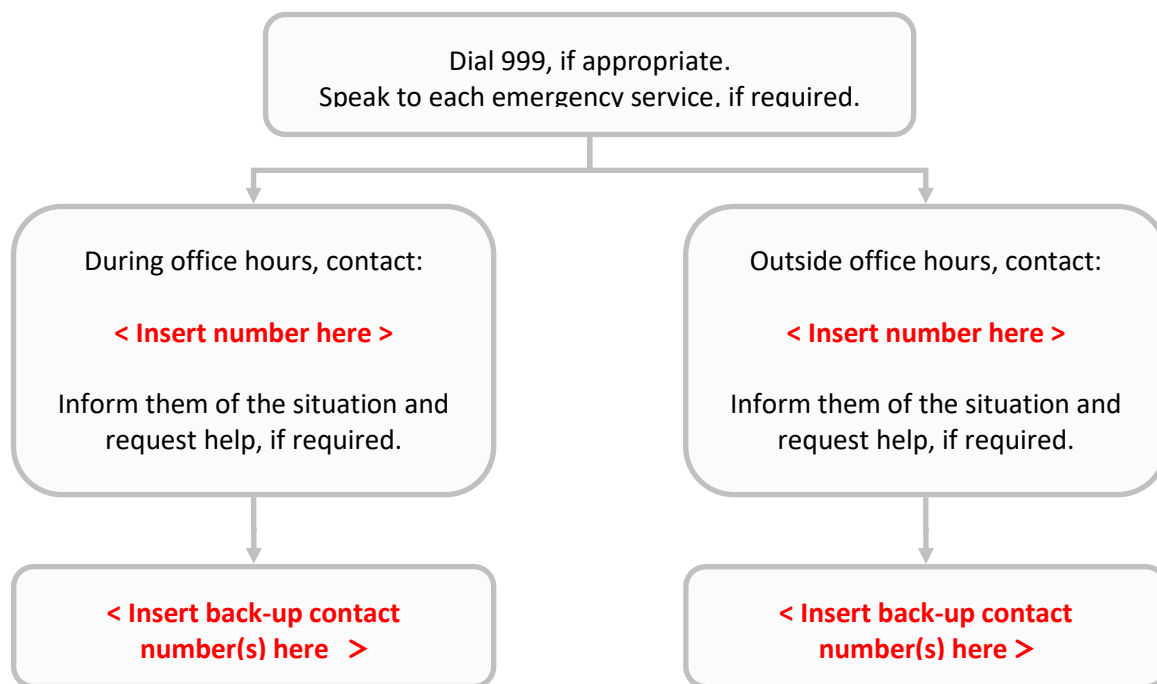 Dial 999, if appropriate.
Speak to each emergency service, if required.
During office hours, contact:
< Insert number here >
Inform them of the situation and
request help, if required.
Outside office hours, contact:
< Insert number here >
Inform them of the situation and
request help, if required.
< Insert back-up contact
number(s) here >
< Insert back-up contact
number(s) here >